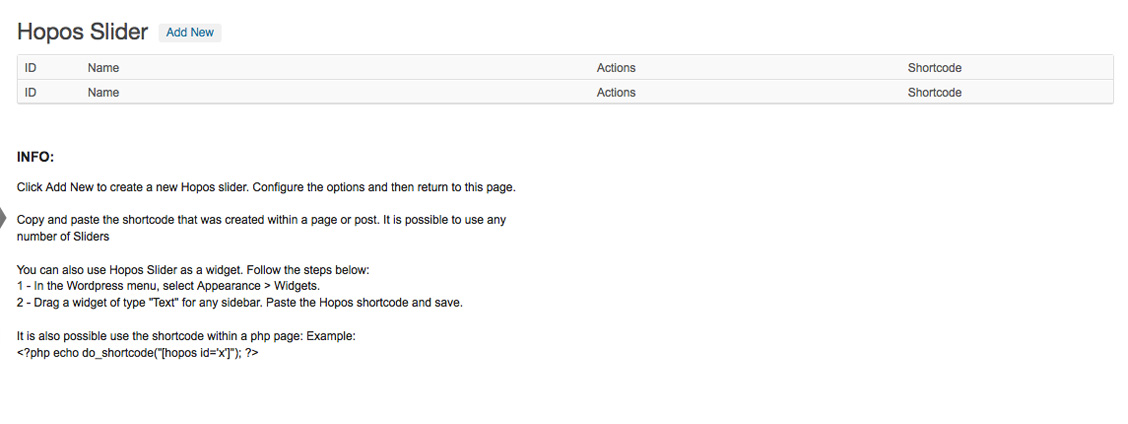 Hopos Slider Add New
ID Name Actions Shortcode
ID Name Actions Shortcode
INFO:
Click Add New to create a new Hopos slider. Configure the options and then return to this page.
Copy and paste the shortcode that was created within a page or post. It is possible to use any
number of Sliders
You can also use Hopos Slider as a widget. Follow the steps below:
1 - In the Wordpress menu, select Appearance > Widgets.
2 - Drag a widget of type "Text" for any sidebar. Paste the Hopos shortcode and save.
It is also possible use the shortcode within a php page: Example:
<?php echo do_shortcode("[hopos id='x']"); ?>